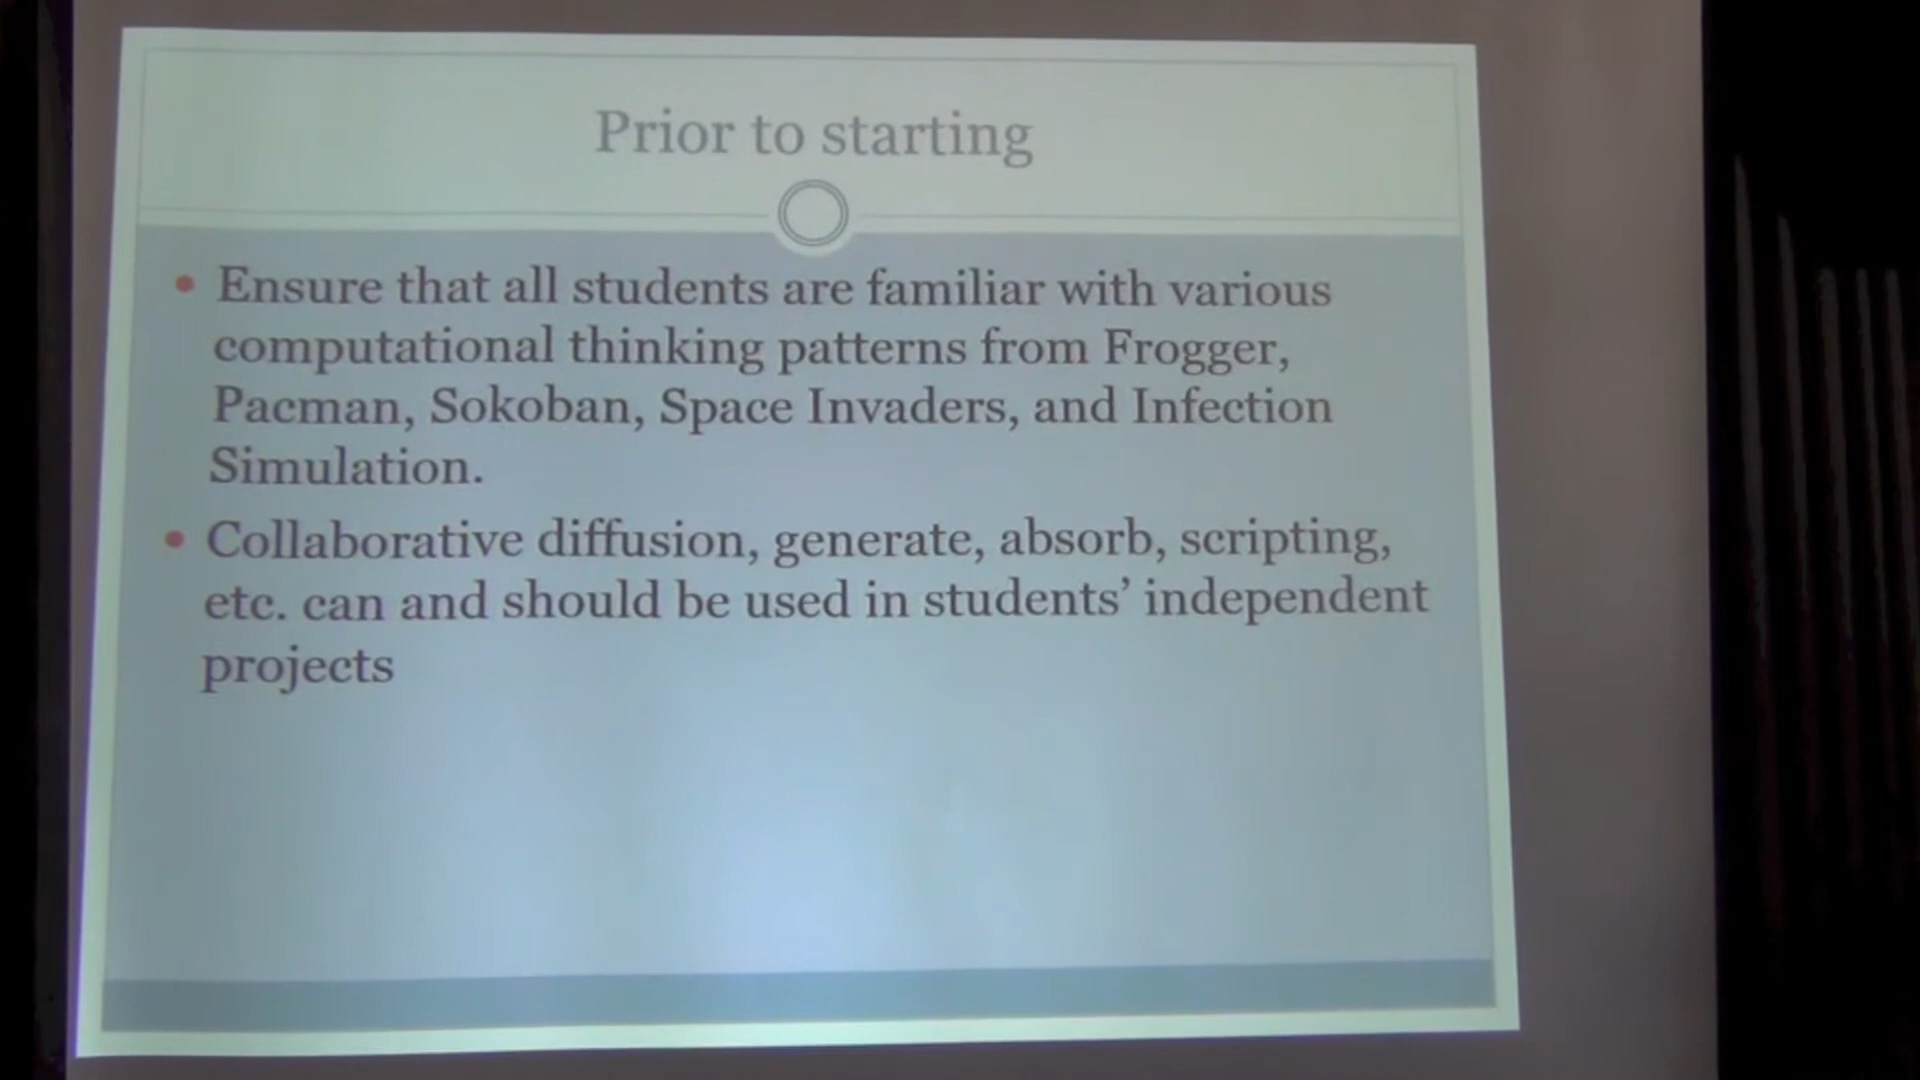 Prior to starting
• Ensure that all students are familiar with various
computational thinking patterns from Frogger,
Pacman, Sokoban, Space Invaders, and Infection
Simulation.
• Collaborative diffusion, generate, absorb, scripting,
etc. can and should be used in students’ independent
projects